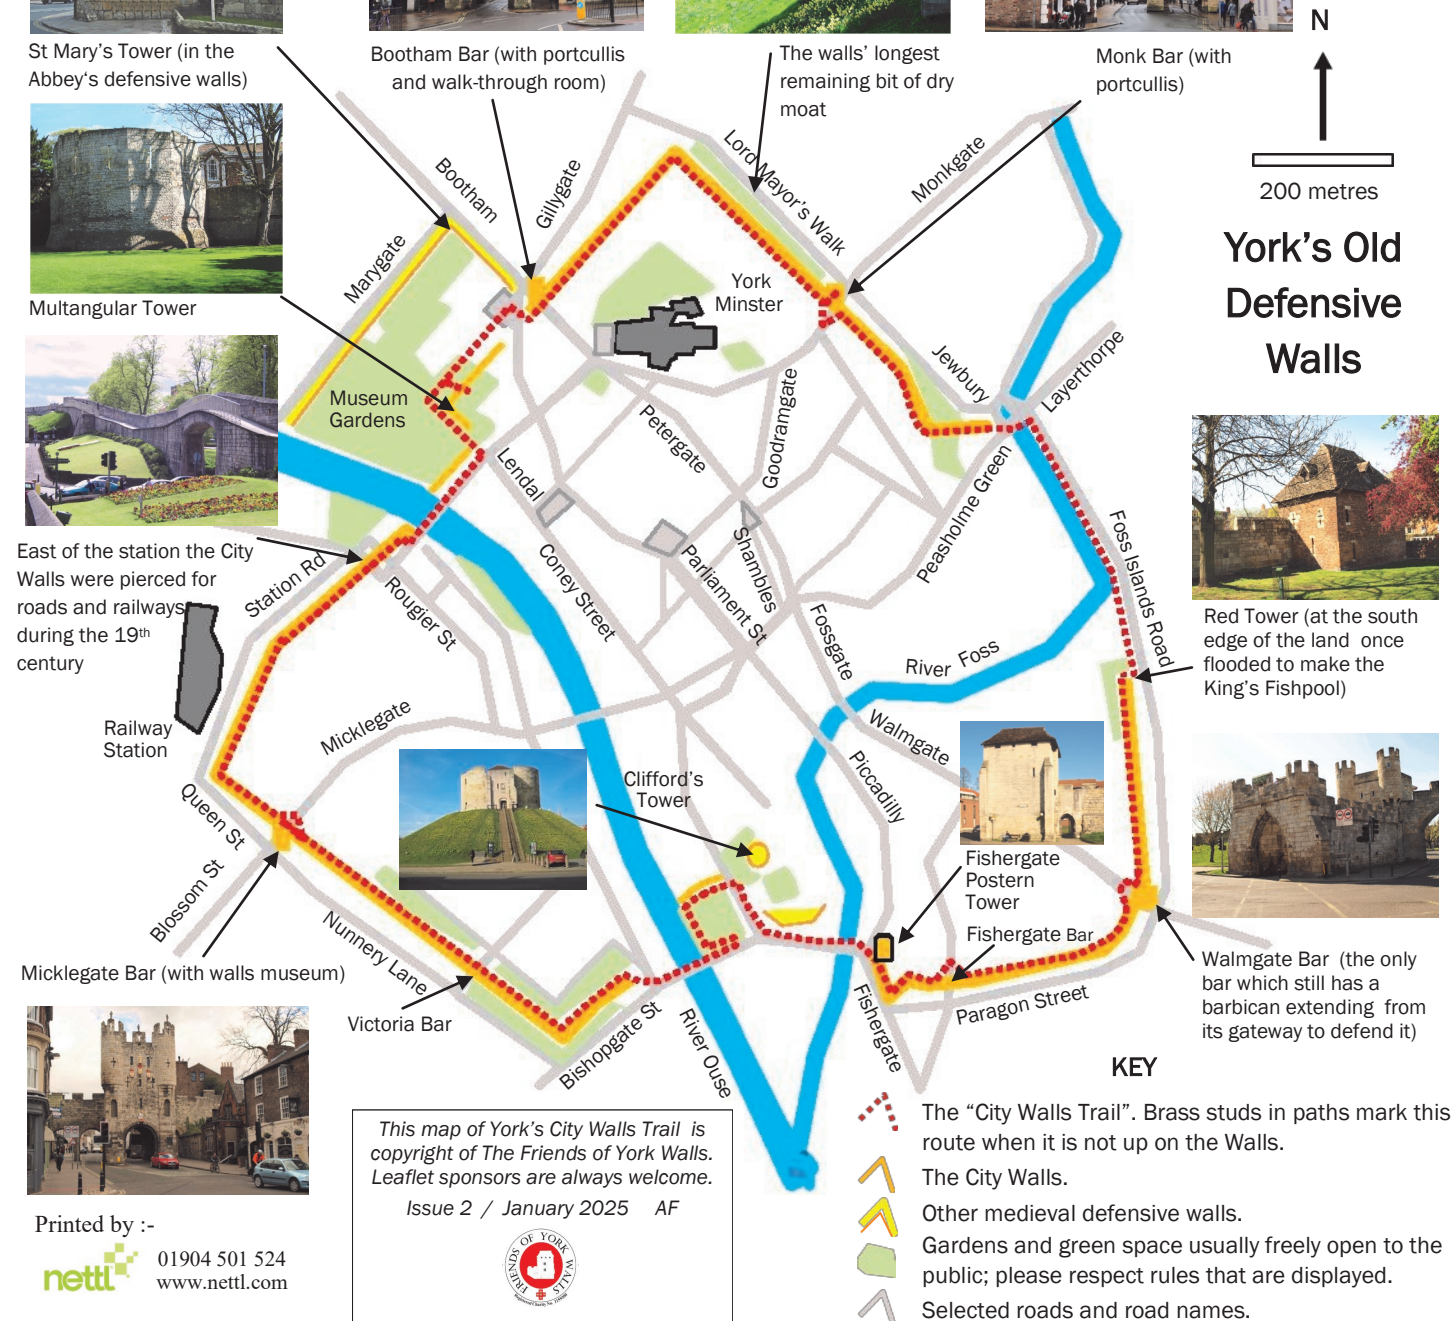 St Mary's Tower (in the
Abbey‘s defensive walls)
Bootham Bar (with portcullis
and walk-through room)
The walls’ longest
remaining bit of dry
moat
Monk Bar (with
portcullis)
N
200 metres
York’s Old
Defensive
Walls
Multangular Tower
Bootham
Gillygate
Lord Mayor's Walk
Monkgate
Marygate
York
Minster
Museum
Gardens
Jewbury
Layerthorpe
Petergate
Goodramgate
Lendal
Peasholme Green
East of the station the City
Walls were pierced for
roads and railways
during the 19th
century
Station Rd
Rougier St
Coney Street
Parliament St
Shambles
Fossgate
Foss Islands Road
River Foss
Red Tower (at the south
edge of the land once
flooded to make the
King’s Fishpool)
Railway
Station
Micklegate
Walmgate
Piccadilly
Clifford’s
Tower
Queen St
Blossom St
Nunnery Lane
Fishergate
Postern
Tower
Fishergate Bar
Micklegate Bar (with walls museum)
Victoria Bar
Bishopgate St
River Ouse
Fishergate
Paragon Street
Walmgate Bar (the only
bar which still has a
barbican extending from
its gateway to defend it)
KEY
The “City Walls Trail”. Brass studs in paths mark this
route when it is not up on the Walls.
The City Walls.
Other medieval defensive walls.
Gardens and green space usually freely open to the
public; please respect rules that are displayed.
Selected roads and road names.
This map of York’s City Walls Trail is
copyright of The Friends of York Walls.
Leaflet sponsors are always welcome.
Issue 2 / January 2025 AF
FRIENDS OF YORK WALLS
Printed by :-
nettl
01904 501 524
www.nettl.com